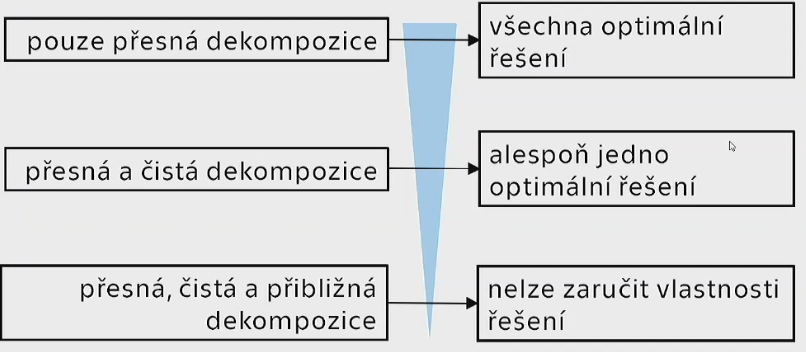 pouze přesná dekompozice
všechna optimální
řešení
přesná a čistá dekompozice
alespoň jedno
optimální řešení
přesná, čistá a přibližná
dekompozice
nelze zaručit vlastnosti
řešení